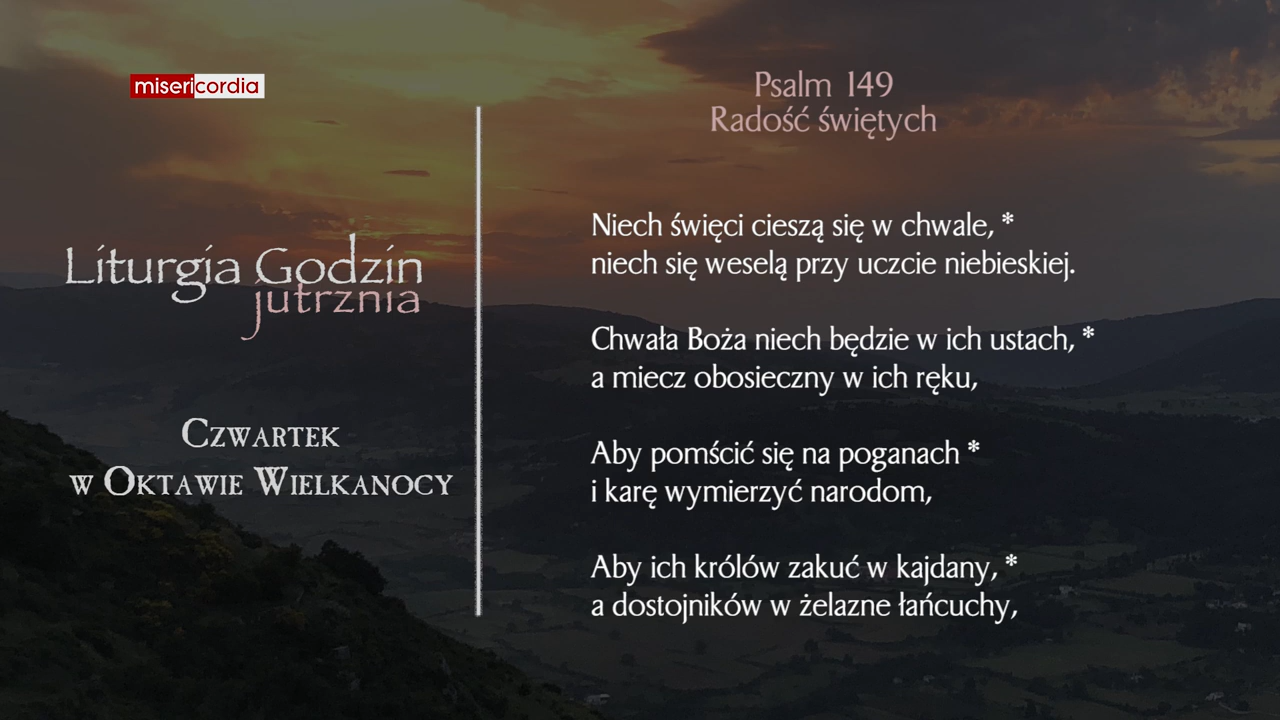 misericordia
Liturgia Godzin
jutrznia
Czwartek
w Oktawie Wielkanocy
Psalm 149
Radość świętych
Niech święci cieszą się w chwale, *
niech się weselą przy uczcie niebieskiej.
Chwała Boża niech będzie w ich ustach, *
a miecz obosieczny w ich ręku,
Aby pomścić się na poganach *
i karę wymierzyć narodom,
Aby ich królów zakuć w kajdany, *
a dostojników w żelazne łańcuchy,